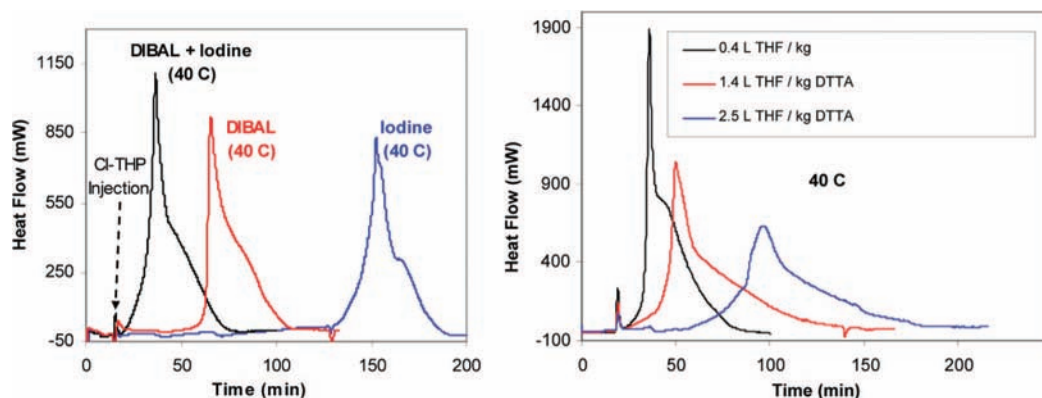 1150
850
550
250
-50
Heat Flow (mW)
DIBAL + Iodine
(40 C)
DIBAL
(40 C)
Iodine
(40 C)
Cl-THP
Injection
0 50 100 150 200
Time (min)
1900
1400
900
400
-100
Heat Flow (mW)
0.4 L THF / kg
1.4 L THF / kg DTTA
2.5 L THF / kg DTTA
40 C
0 50 100 150 200
Time (min)